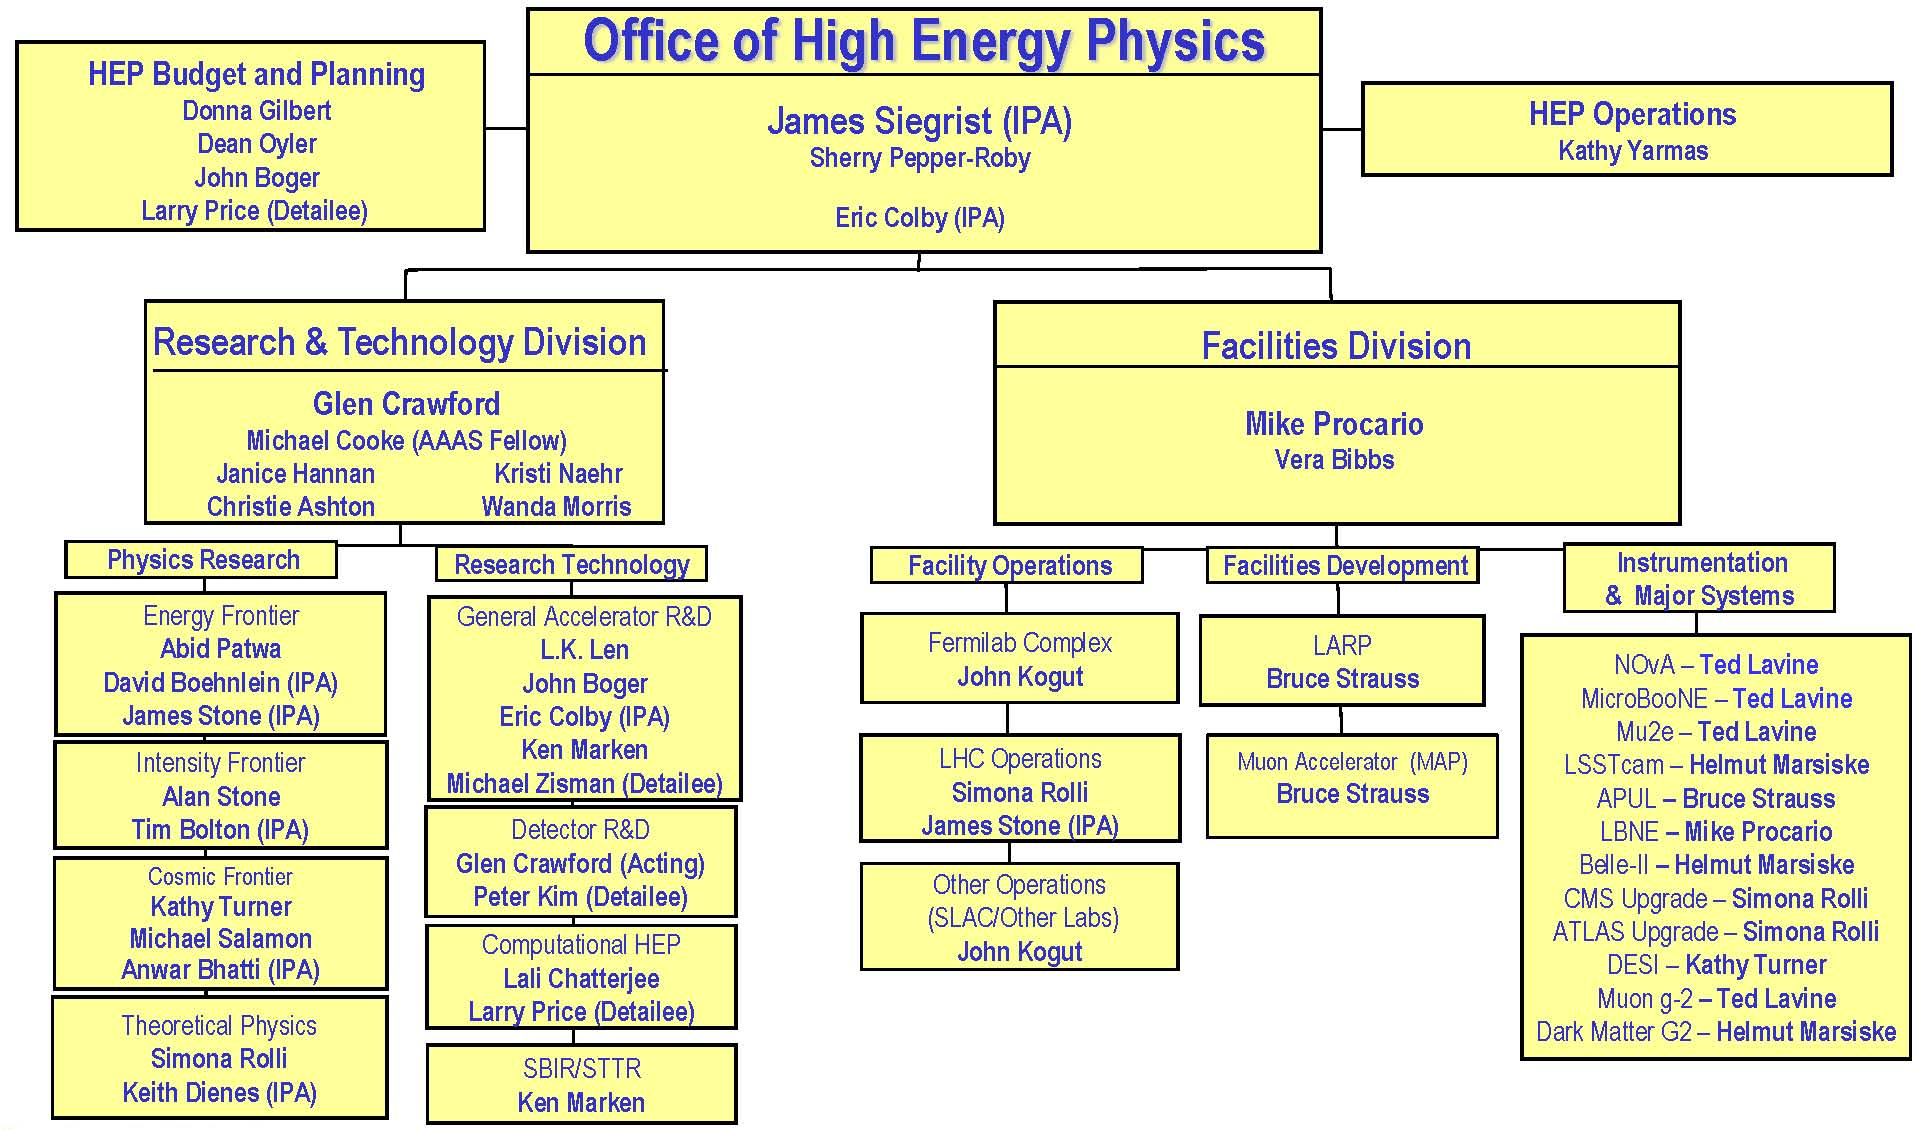 Office of High Energy Physics
James Siegrist (IPA)
Sherry Pepper-Roby
Eric Colby (IPA)
HEP Budget and Planning
Donna Gilbert
Dean Oyler
John Boger
Larry Price (Detailee)
HEP Operations
Kathy Yarmas
Research & Technology Division
Glen Crawford
Michael Cooke (AAAS Fellow)
Janice Hannan Kristi Naehr
Christie Ashton Wanda Morris
Physics Research
Energy Frontier
Abid Patwa
David Boehnlein (IPA)
James Stone (IPA)
Intensity Frontier
Alan Stone
Tim Bolton (IPA)
Cosmic Frontier
Kathy Turner
Michael Salamon
Anwar Bhatti (IPA)
Theoretical Physics
Simona Rolli
Keith Dienes (IPA)
Research Technology
General Accelerator R&D
L.K. Len
John Boger
Eric Colby (IPA)
Ken Marken
Michael Zisman (Detailee)
Detector R&D
Glen Crawford (Acting)
Peter Kim (Detailee)
Computational HEP
Lali Chatterjee
Larry Price (Detailee)
SBIR/STTR
Ken Marken
Facilities Division
Mike Procario
Vera Bibbs
Facility Operations
Fermilab Complex
John Kogut
LHC Operations
Simona Rolli
James Stone (IPA)
Other Operations
(SLAC/Other Labs)
John Kogut
Facilities Development
LARP
Bruce Strauss
Muon Accelerator (MAP)
Bruce Strauss
Instrumentation
& Major Systems
NOvA – Ted Lavine
MicroBooNE – Ted Lavine
Mu2e – Ted Lavine
LSSTcam – Helmut Marsiske
APUL – Bruce Strauss
LBNE – Mike Procario
Belle-II – Helmut Marsiske
CMS Upgrade – Simona Rolli
ATLAS Upgrade – Simona Rolli
DESI – Kathy Turner
Muon g-2 – Ted Lavine
Dark Matter G2 – Helmut Marsiske